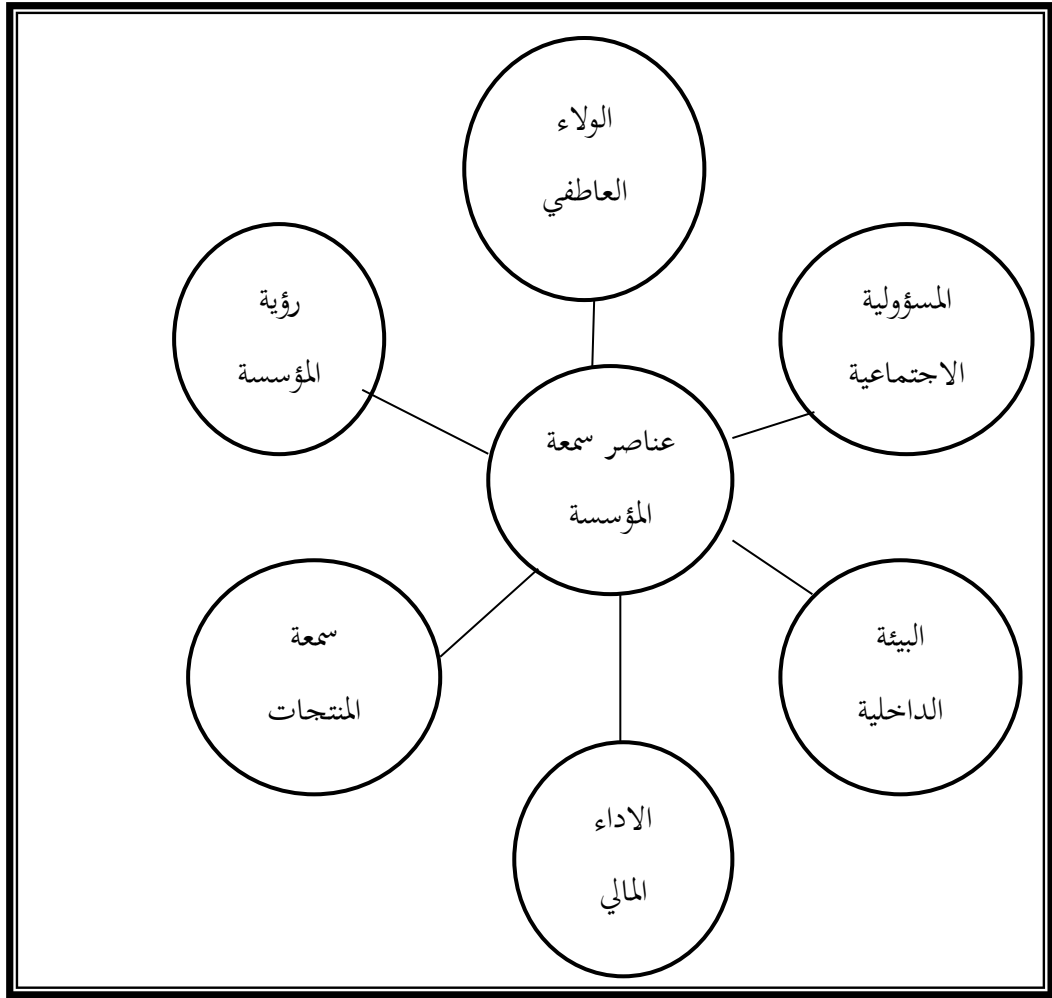 الولاء
العاطفي
المسؤولية
الاجتماعية
رؤية
المؤسسة
عناصر سمعة
المؤسسة
البيئة
الداخلية
سمعة
المنتجات
الاداء
المالي